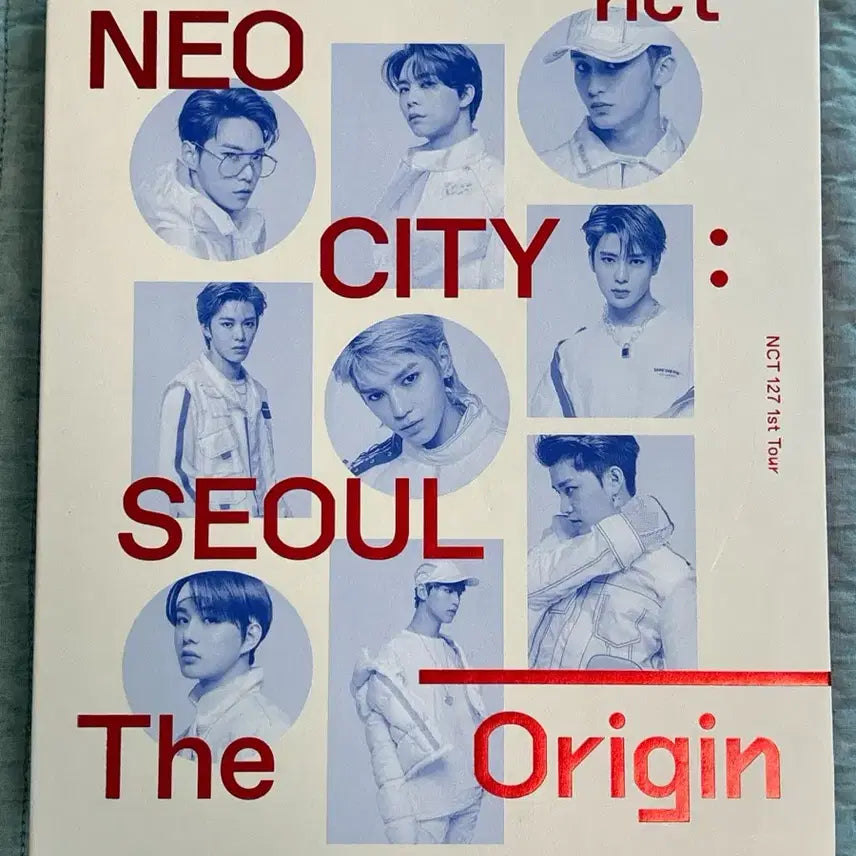 nct
NEO
CITY :
NCT 127 1st Tour
SEOUL
The Origin